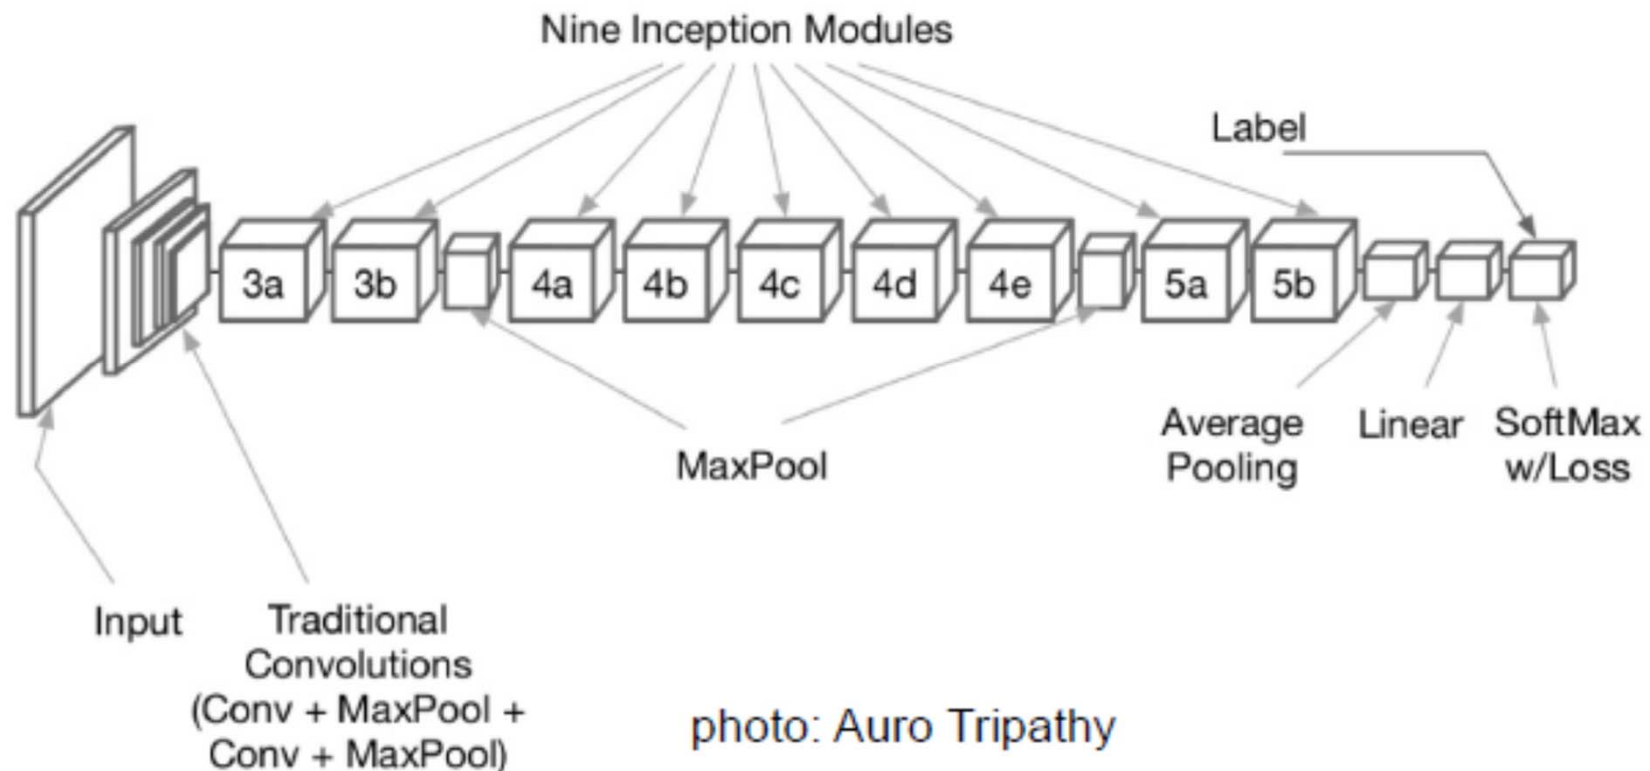 Nine Inception Modules
Label
3a
3b
4a
4b
4c
4d
4e
5a
5b
MaxPool
Average
Pooling
Linear
SoftMax
w/Loss
Input
Traditional
Convolutions
(Conv + MaxPool +
Conv + MaxPool)
photo: Auro Tripathy